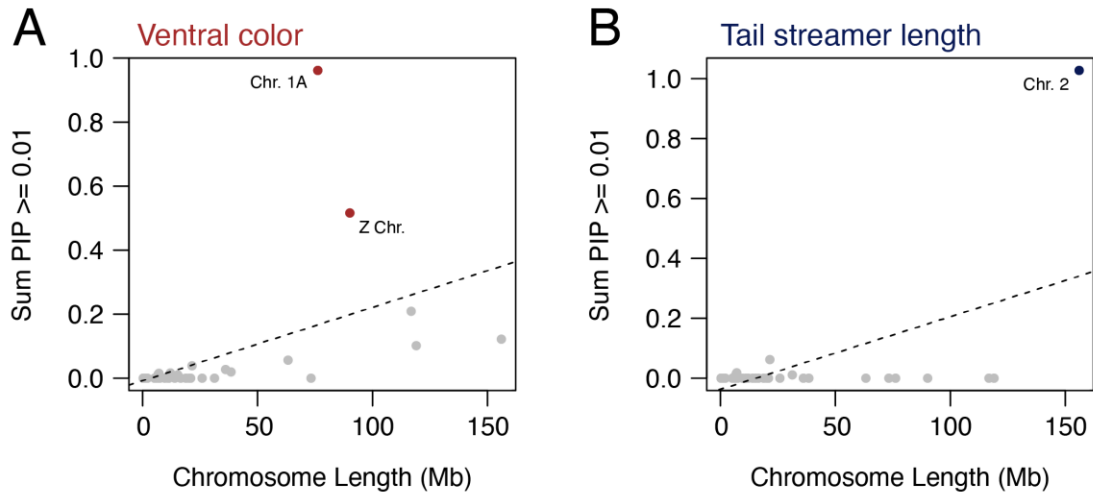 A
Ventral color
1.0
0.8
0.6
0.4
0.2
0.0
Sum PIP >= 0.01
Chr. 1A
Z Chr.
0
50
100
150
Chromosome Length (Mb)
B
Tail streamer length
1.0
0.8
0.6
0.4
0.2
0.0
Sum PIP >= 0.01
Chr. 2
0
50
100
150
Chromosome Length (Mb)